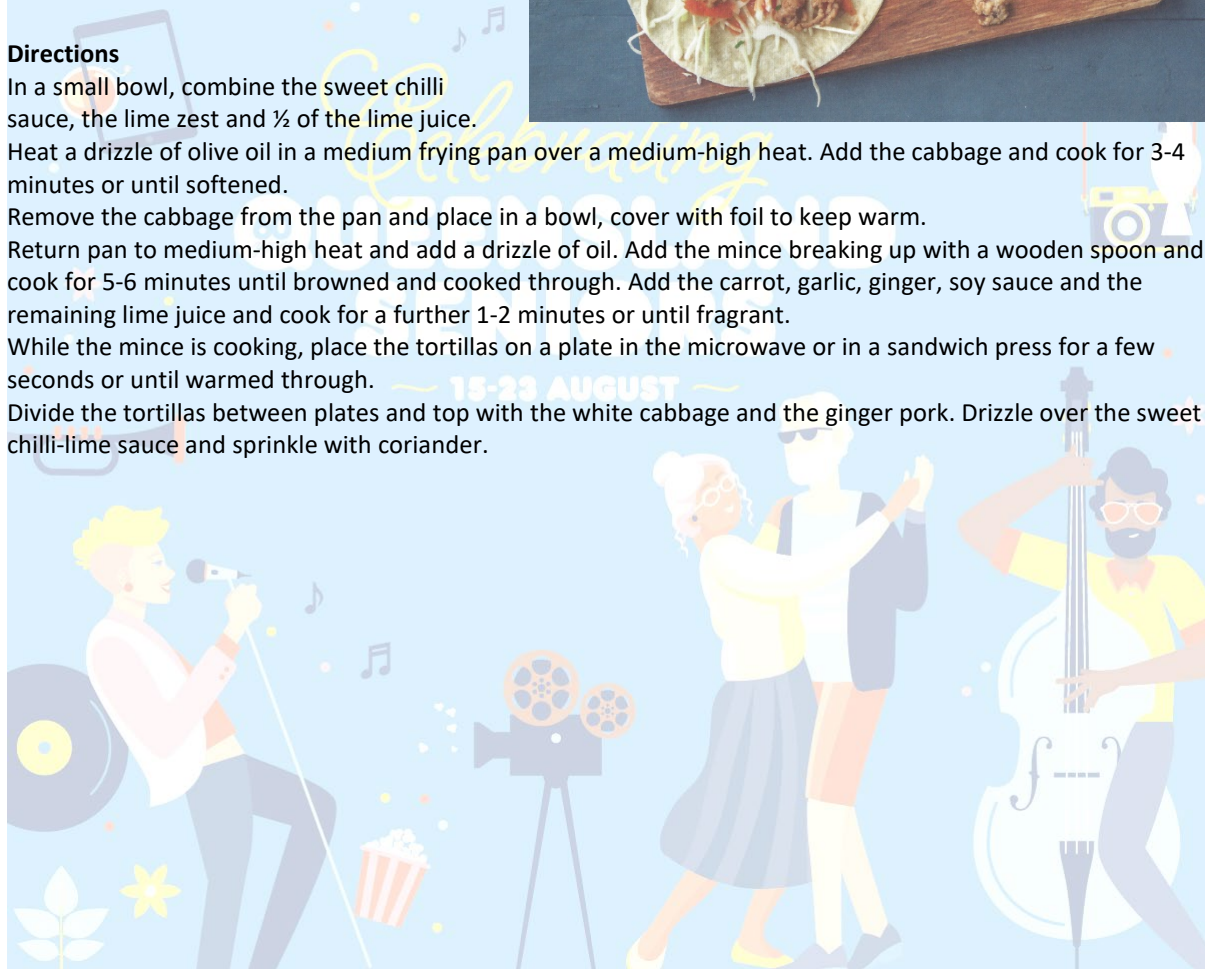 Directions
In a small bowl, combine the sweet chilli
sauce, the lime zest and ½ of the lime juice.
Heat a drizzle of olive oil in a medium frying pan over a medium-high heat. Add the cabbage and cook for 3-4
minutes or until softened.
Remove the cabbage from the pan and place in a bowl, cover with foil to keep warm.
Return pan to medium-high heat and add a drizzle of oil. Add the mince breaking up with a wooden spoon and
cook for 5-6 minutes until browned and cooked through. Add the carrot, garlic, ginger, soy sauce and the
remaining lime juice and cook for a further 1-2 minutes or until fragrant.
While the mince is cooking, place the tortillas on a plate in the microwave or in a sandwich press for a few
seconds or until warmed through.
Divide the tortillas between plates and top with the white cabbage and the ginger pork. Drizzle over the sweet
chilli-lime sauce and sprinkle with coriander.
Celebrating
QUEENSLAND
SENIORS
15-23 AUGUST